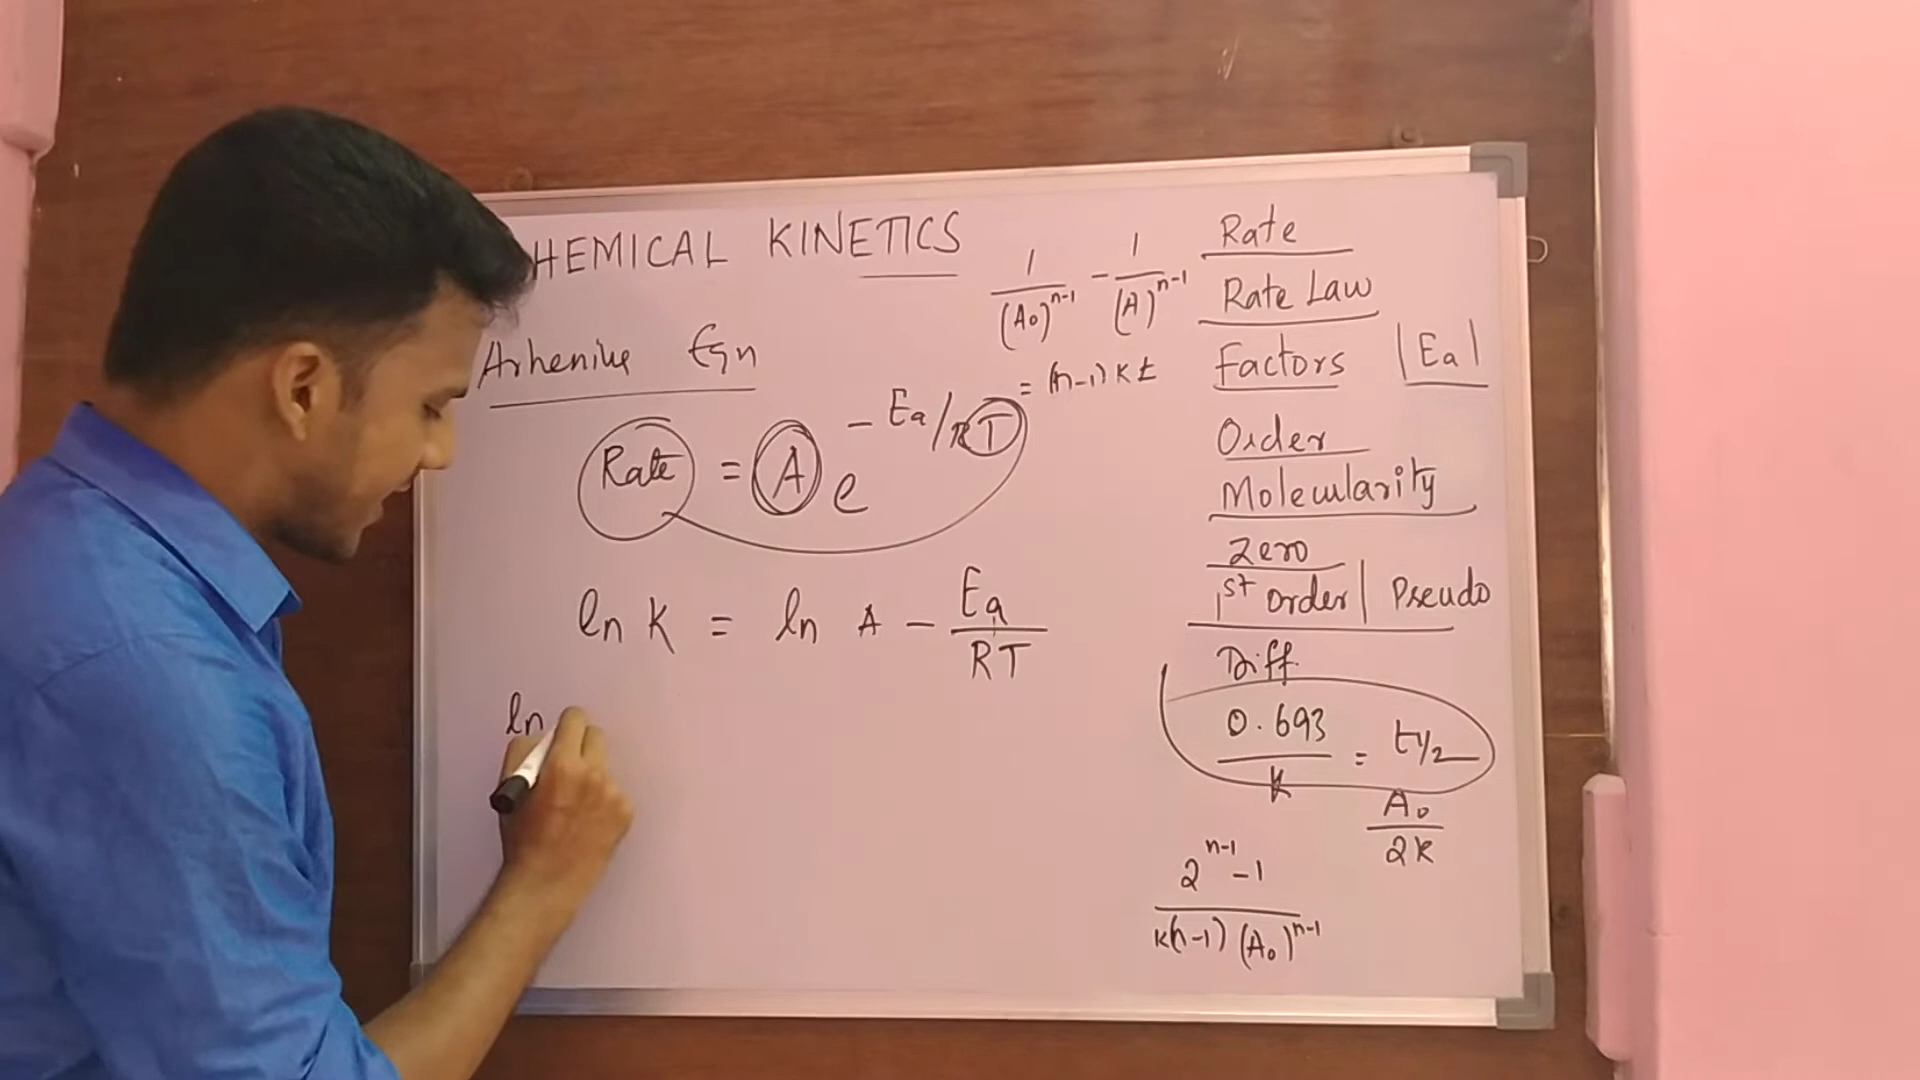 HEMICAL KINETICS
Arhenius Eqn
Rate = A e^-Ea/RT
ln K = ln A - Ea/RT
ln
1/(A₀)^n-1 - 1/(A)^n-1
= (n-1) K t
Rate
Rate Law
Factors |Ea|
Order
Molecularity
Zero
1st order | Pseudo
Diff.
0.693/K = t1/2
A₀/2K
2^n-1 - 1
K(n-1) (A₀)^n-1